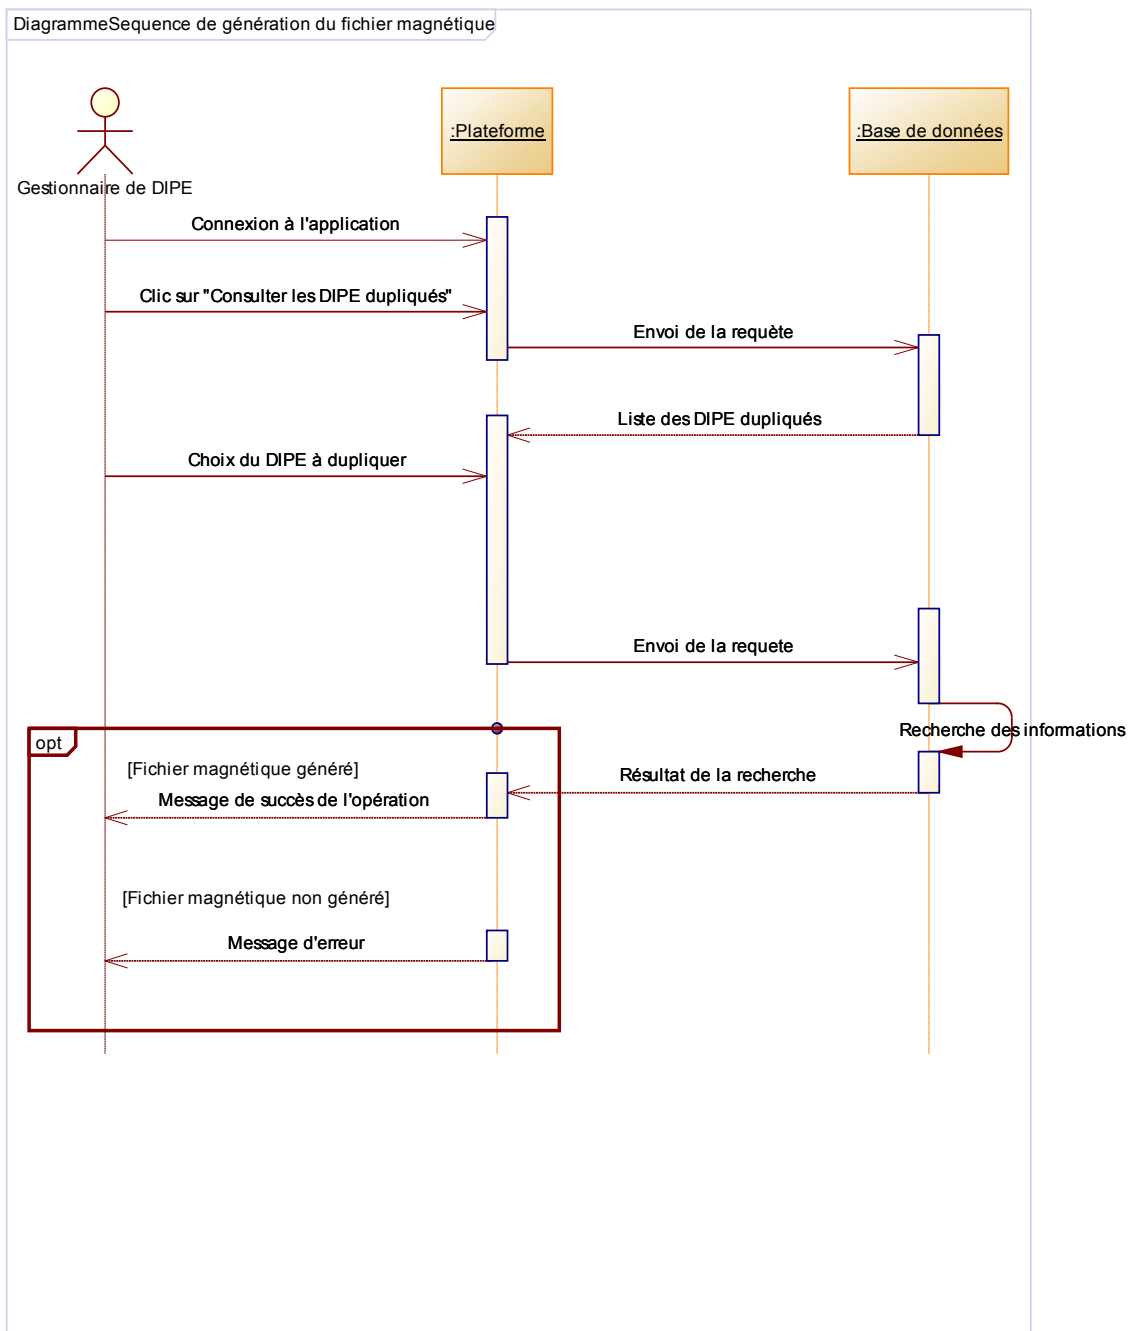 DiagrammeSequence de génération du fichier magnétique
:Plateforme
:Base de données
Gestionnaire de DIPE
Connexion à l'application
Clic sur "Consulter les DIPE dupliqués"
Envoi de la requète
Liste des DIPE dupliqués
Choix du DIPE à dupliquer
Envoi de la requete
Recherche des informations
opt
[Fichier magnétique généré]
Résultat de la recherche
Message de succès de l'opération
[Fichier magnétique non généré]
Message d'erreur